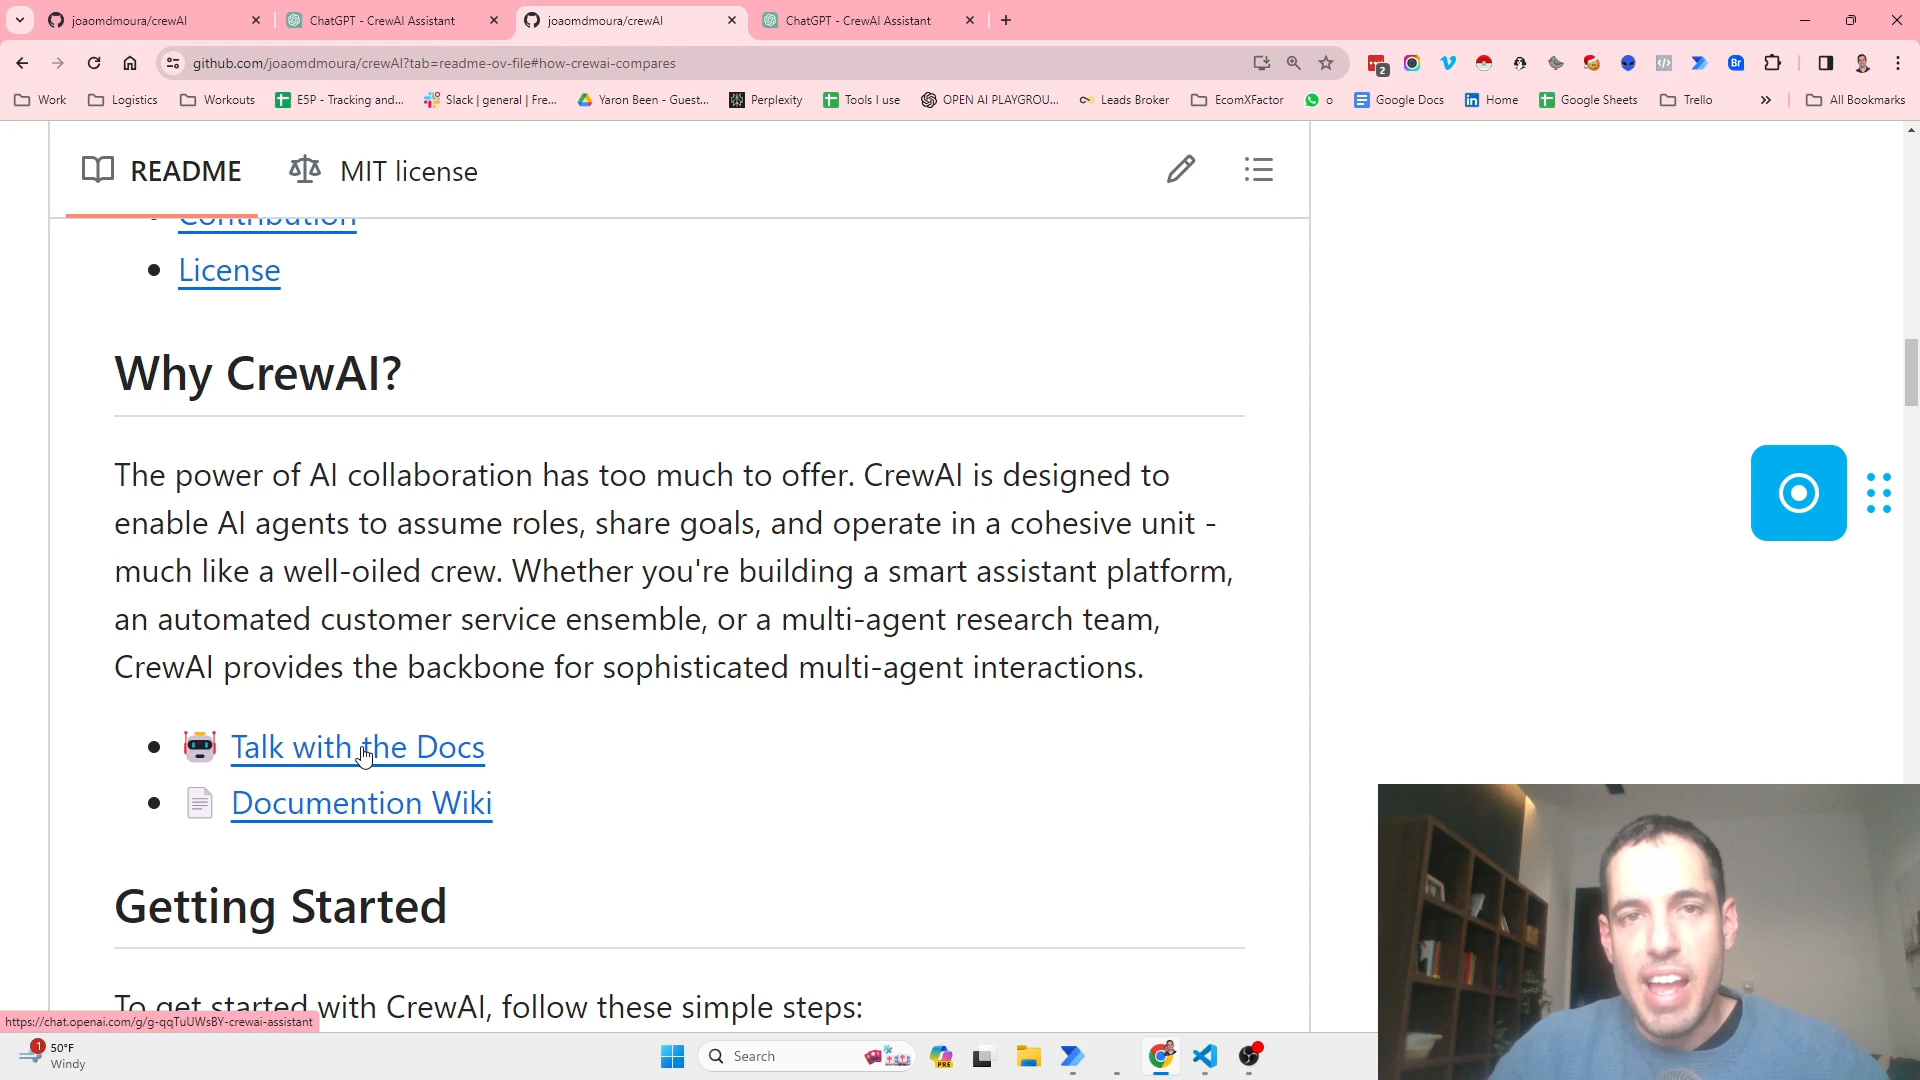 joaomdmoura/crewAI
ChatGPT - CrewAI Assistant
joaomdmoura/crewAI
ChatGPT - CrewAI Assistant
github.com/joaomdmoura/crewAI?tab=readme-ov-file#how-crewai-compares
2
Br
Work
Logistics
Workouts
E5P - Tracking and...
Slack | general | Fre...
Yaron Been - Guest...
Perplexity
Tools I use
OPEN AI PLAYGROU...
Leads Broker
EcomXFactor
o
Google Docs
Home
Google Sheets
Trello
»
All Bookmarks
README
MIT license
Contribution
License
Why CrewAI?
The power of AI collaboration has too much to offer. CrewAI is designed to
enable AI agents to assume roles, share goals, and operate in a cohesive unit -
much like a well-oiled crew. Whether you're building a smart assistant platform,
an automated customer service ensemble, or a multi-agent research team,
CrewAI provides the backbone for sophisticated multi-agent interactions.
Talk with the Docs
Documention Wiki
Getting Started
To get started with CrewAI, follow these simple steps:
https://chat.openai.com/g/g-qqTuUWsBY-crewai-assistant
1
50°F
Windy
Search
PRE